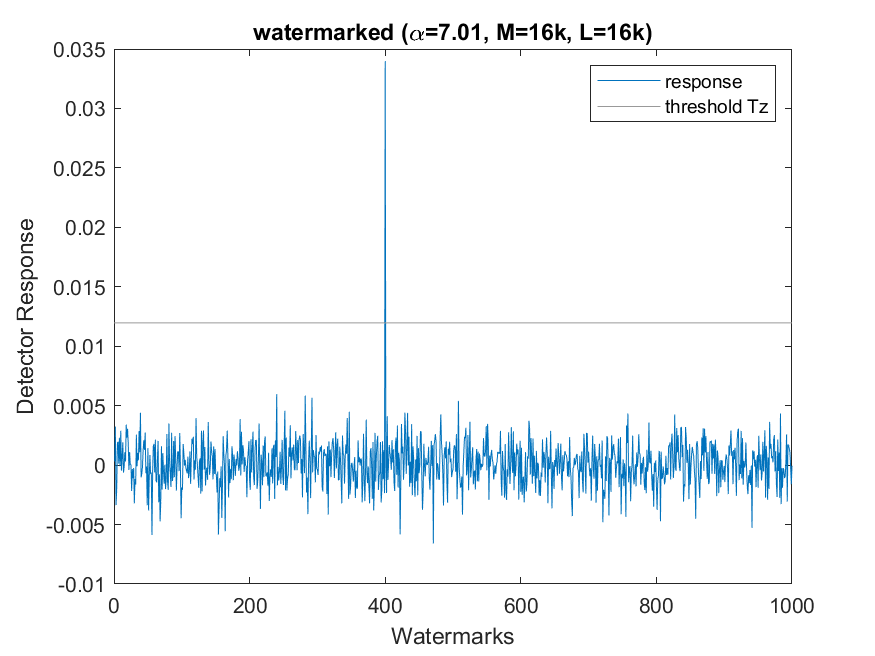 watermarked (α=7.01, M=16k, L=16k)
0.035
0.03
0.025
0.02
0.015
0.01
0.005
0
-0.005
-0.01
Detector Response
response
threshold Tz
0 200 400 600 800 1000
Watermarks